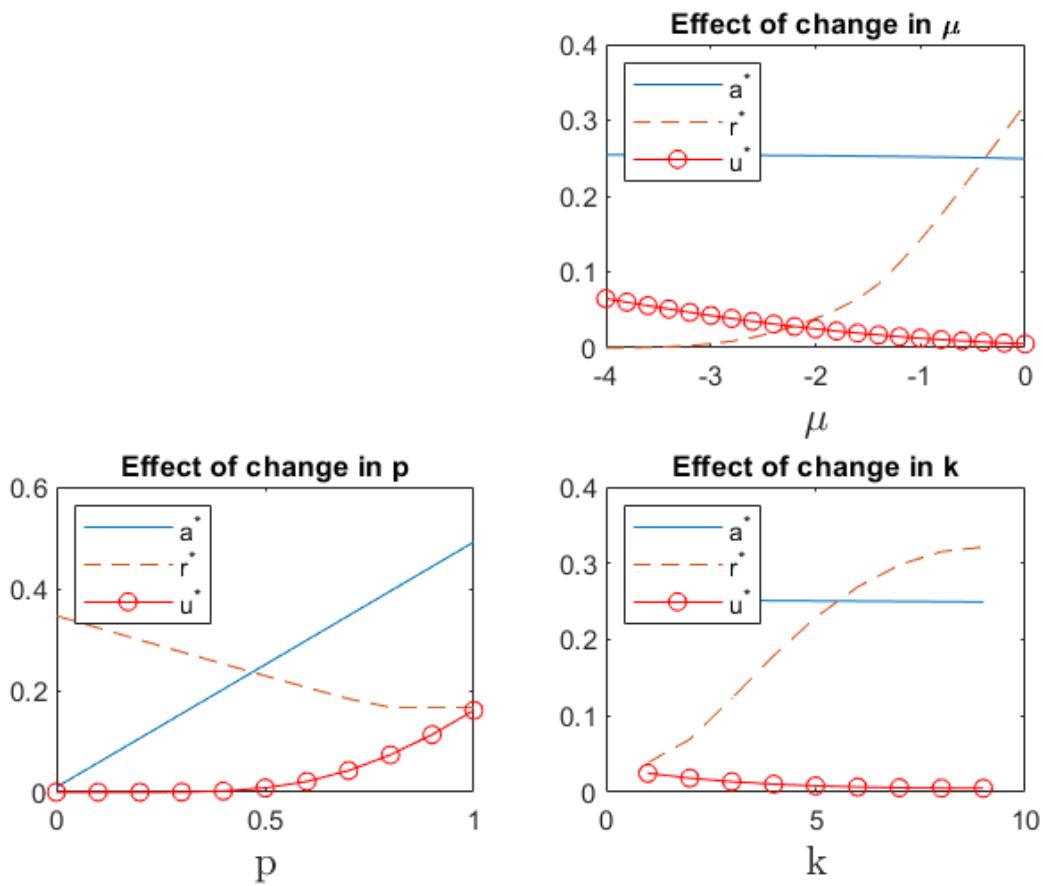 Effect of change in μ
0.4
0.3
0.2
0.1
0
a*
r*
u*
-4 -3 -2 -1 0
μ
Effect of change in p
0.6
0.4
0.2
0
a*
r*
u*
0 0.5 1
p
Effect of change in k
0.4
0.3
0.2
0.1
0
a*
r*
u*
0 5 10
k